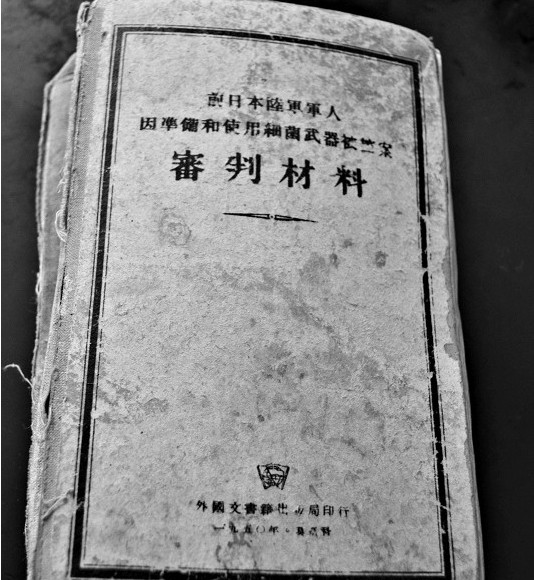 前日本陸軍軍人
因準備和使用細菌武器被控案
審判材料
外國文書籍出版局印行
一九五〇年・莫斯科